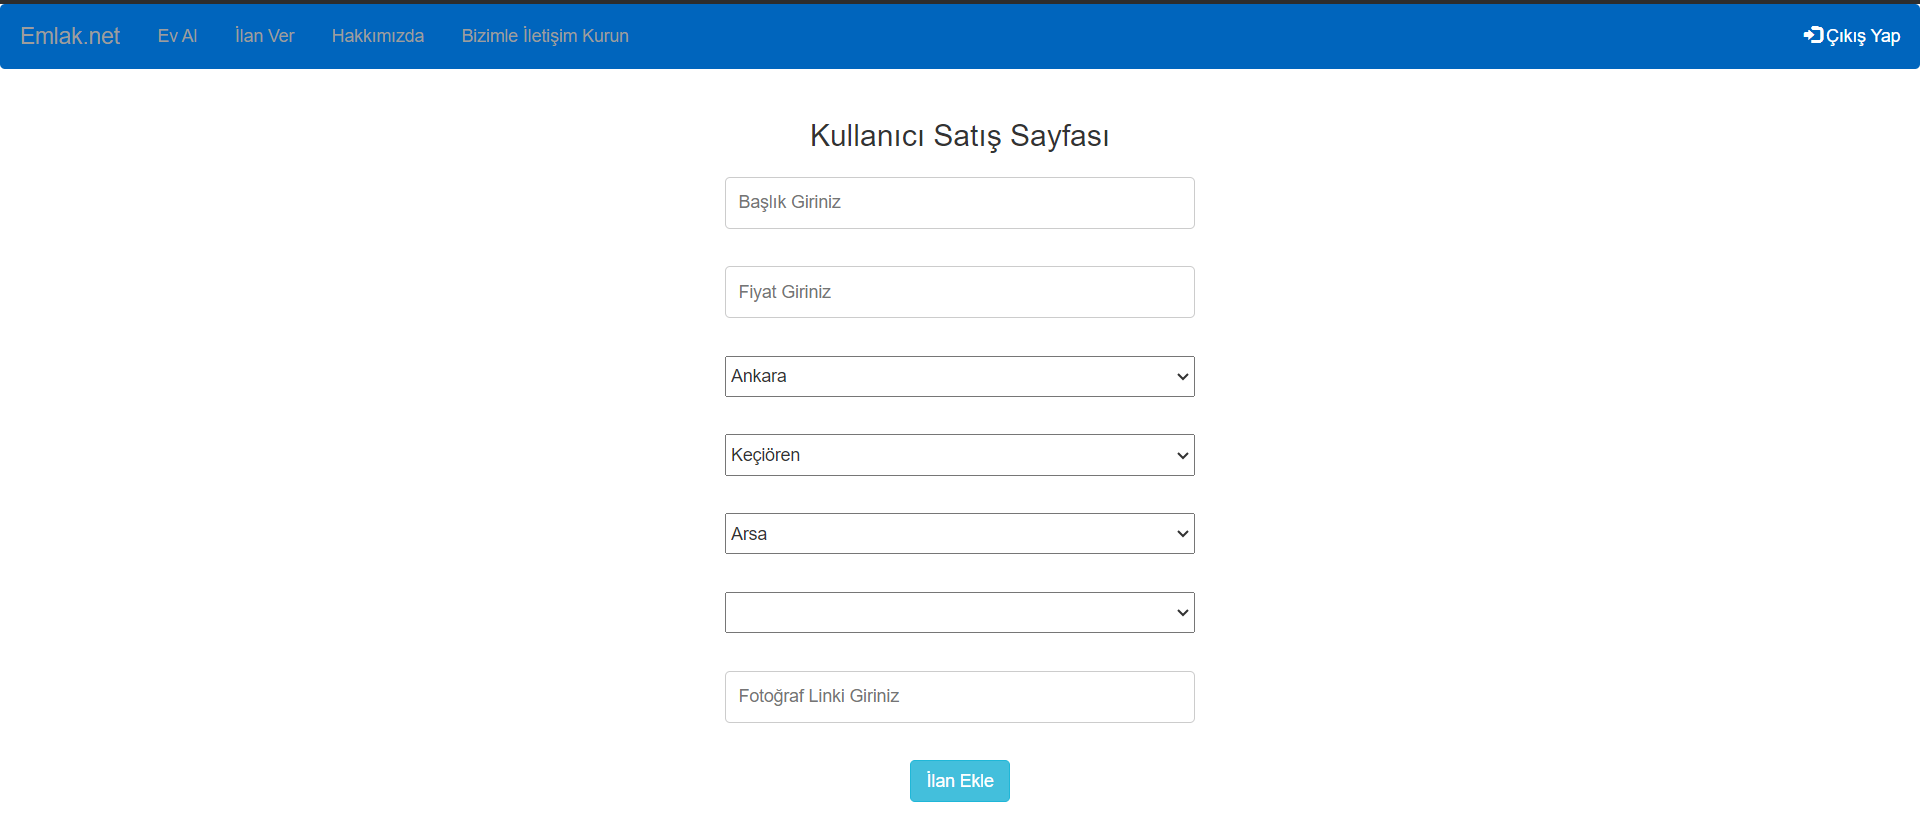 Emlak.net Ev Al İlan Ver Hakkımızda Bizimle İletişim Kurun Çıkış Yap
Kullanıcı Satış Sayfası
Başlık Giriniz
Fiyat Giriniz
Ankara
Keçiören
Arsa
Fotoğraf Linki Giriniz
İlan Ekle